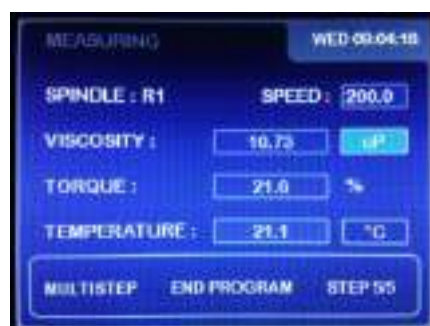 MEASURING WED 09:04:18
SPINDLE : R1 SPEED : 200.0
VISCOSITY : 10.73 cP
TORQUE : 21.0 %
TEMPERATURE : 21.1 °C
MULTISTEP END PROGRAM STEP 5/5